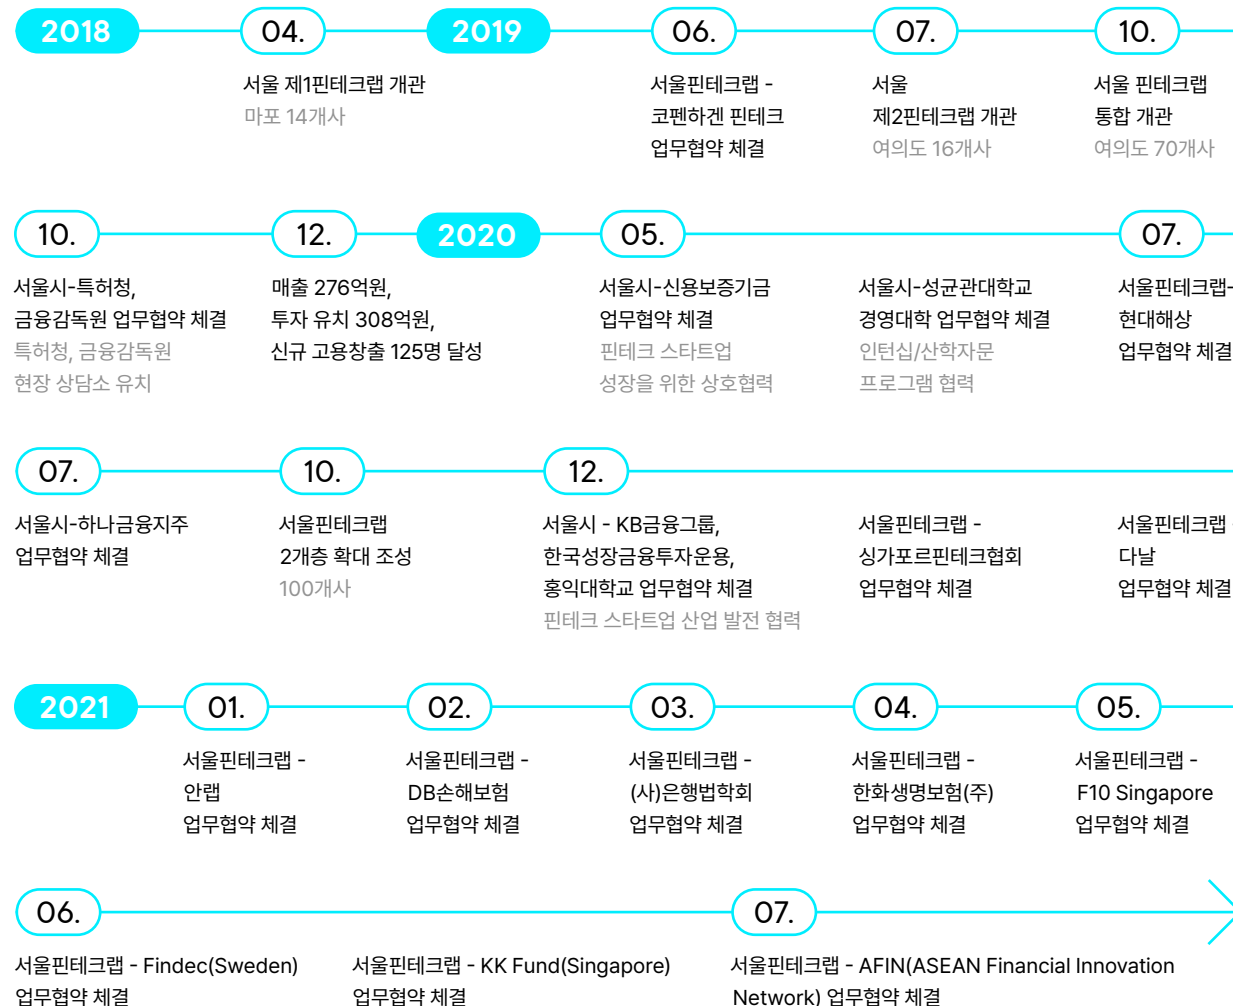 2018
04.
서울 제1핀테크랩 개관
마포 14개사
2019
06.
서울핀테크랩 -
코펜하겐 핀테크
업무협약 체결
07.
서울
제2핀테크랩 개관
여의도 16개사
10.
서울 핀테크랩
통합 개관
여의도 70개사
10.
서울시-특허청,
금융감독원 업무협약 체결
특허청, 금융감독원
현장 상담소 유치
12.
매출 276억원,
투자 유치 308억원,
신규 고용창출 125명 달성
2020
05.
서울시-신용보증기금
업무협약 체결
핀테크 스타트업
성장을 위한 상호협력
서울시-성균관대학교
경영대학 업무협약 체결
인턴십/산학자문
프로그램 협력
07.
서울핀테크랩-
현대해상
업무협약 체결
07.
서울시-하나금융지주
업무협약 체결
10.
서울핀테크랩
2개층 확대 조성
100개사
12.
서울시 - KB금융그룹,
한국성장금융투자운용,
홍익대학교 업무협약 체결
핀테크 스타트업 산업 발전 협력
서울핀테크랩 -
싱가포르핀테크협회
업무협약 체결
서울핀테크랩 -
다날
업무협약 체결
2021
01.
서울핀테크랩 -
안랩
업무협약 체결
02.
서울핀테크랩 -
DB손해보험
업무협약 체결
03.
서울핀테크랩 -
(사)은행법학회
업무협약 체결
04.
서울핀테크랩 -
한화생명보험(주)
업무협약 체결
05.
서울핀테크랩 -
F10 Singapore
업무협약 체결
06.
서울핀테크랩 - Findec(Sweden)
업무협약 체결
서울핀테크랩 - KK Fund(Singapore)
업무협약 체결
07.
서울핀테크랩 - AFIN(ASEAN Financial Innovation
Network) 업무협약 체결